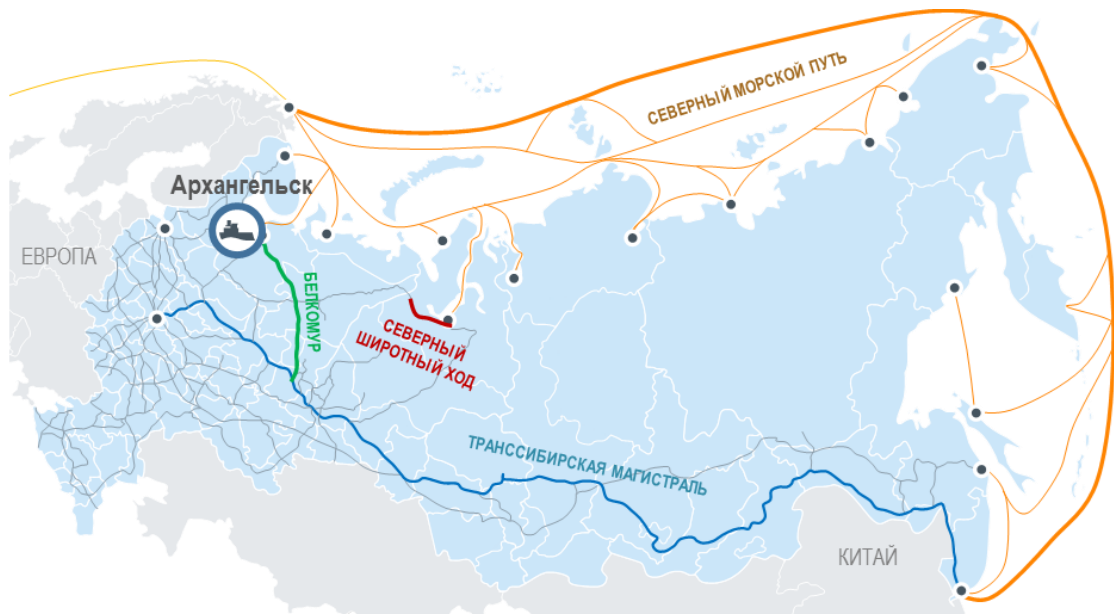 СЕВЕРНЫЙ МОРСКОЙ ПУТЬ
Архангельск
ЕВРОПА
БЕЛКОМУР
СЕВЕРНЫЙ
ШИРОТНЫЙ ХОД
ТРАНССИБИРСКАЯ МАГИСТРАЛЬ
КИТАЙ